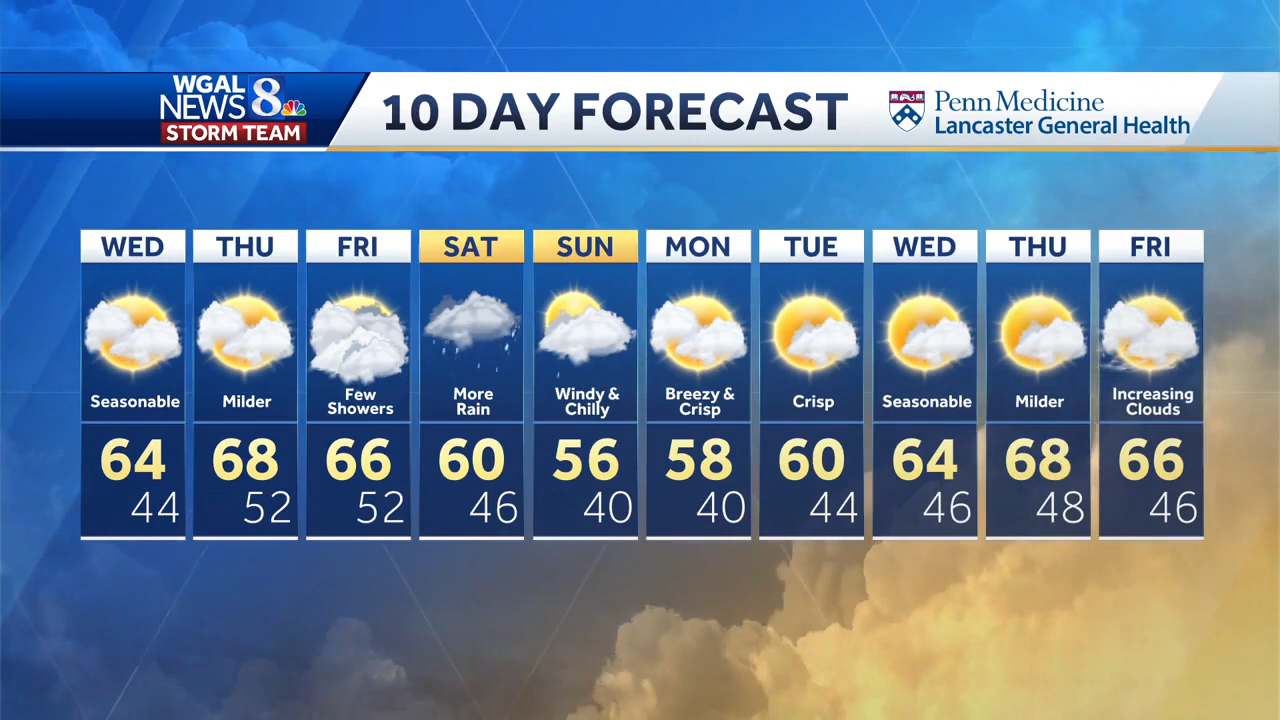 WGAL
NEWS 8
STORM TEAM
10 DAY FORECAST
Penn Medicine
Lancaster General Health
WED THU FRI SAT SUN MON TUE WED THU FRI
Seasonable Milder Few Showers More Rain Windy & Chilly Breezy & Crisp Crisp Seasonable Milder Increasing Clouds
64 68 66 60 56 58 60 64 68 66
44 52 52 46 40 40 44 46 48 46